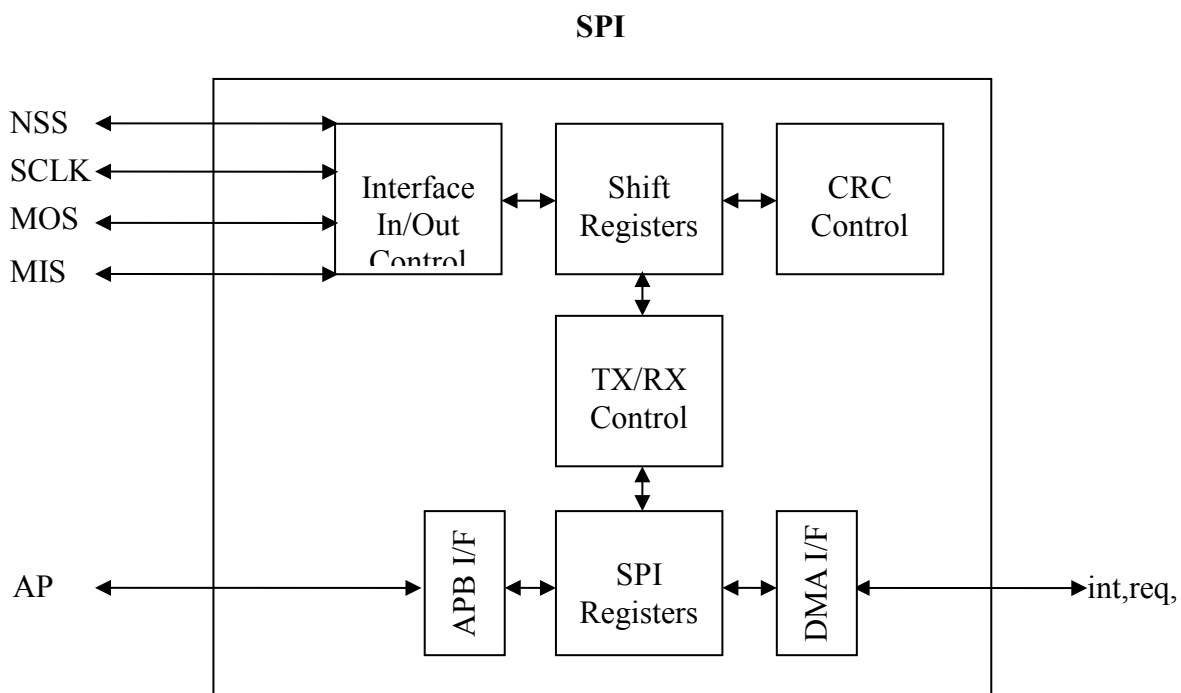 SPI
NSS
SCLK
MOS
MIS
Interface
In/Out
Control
Shift
Registers
CRC
Control
TX/RX
Control
AP
APB I/F
SPI
Registers
DMA I/F
int,req,